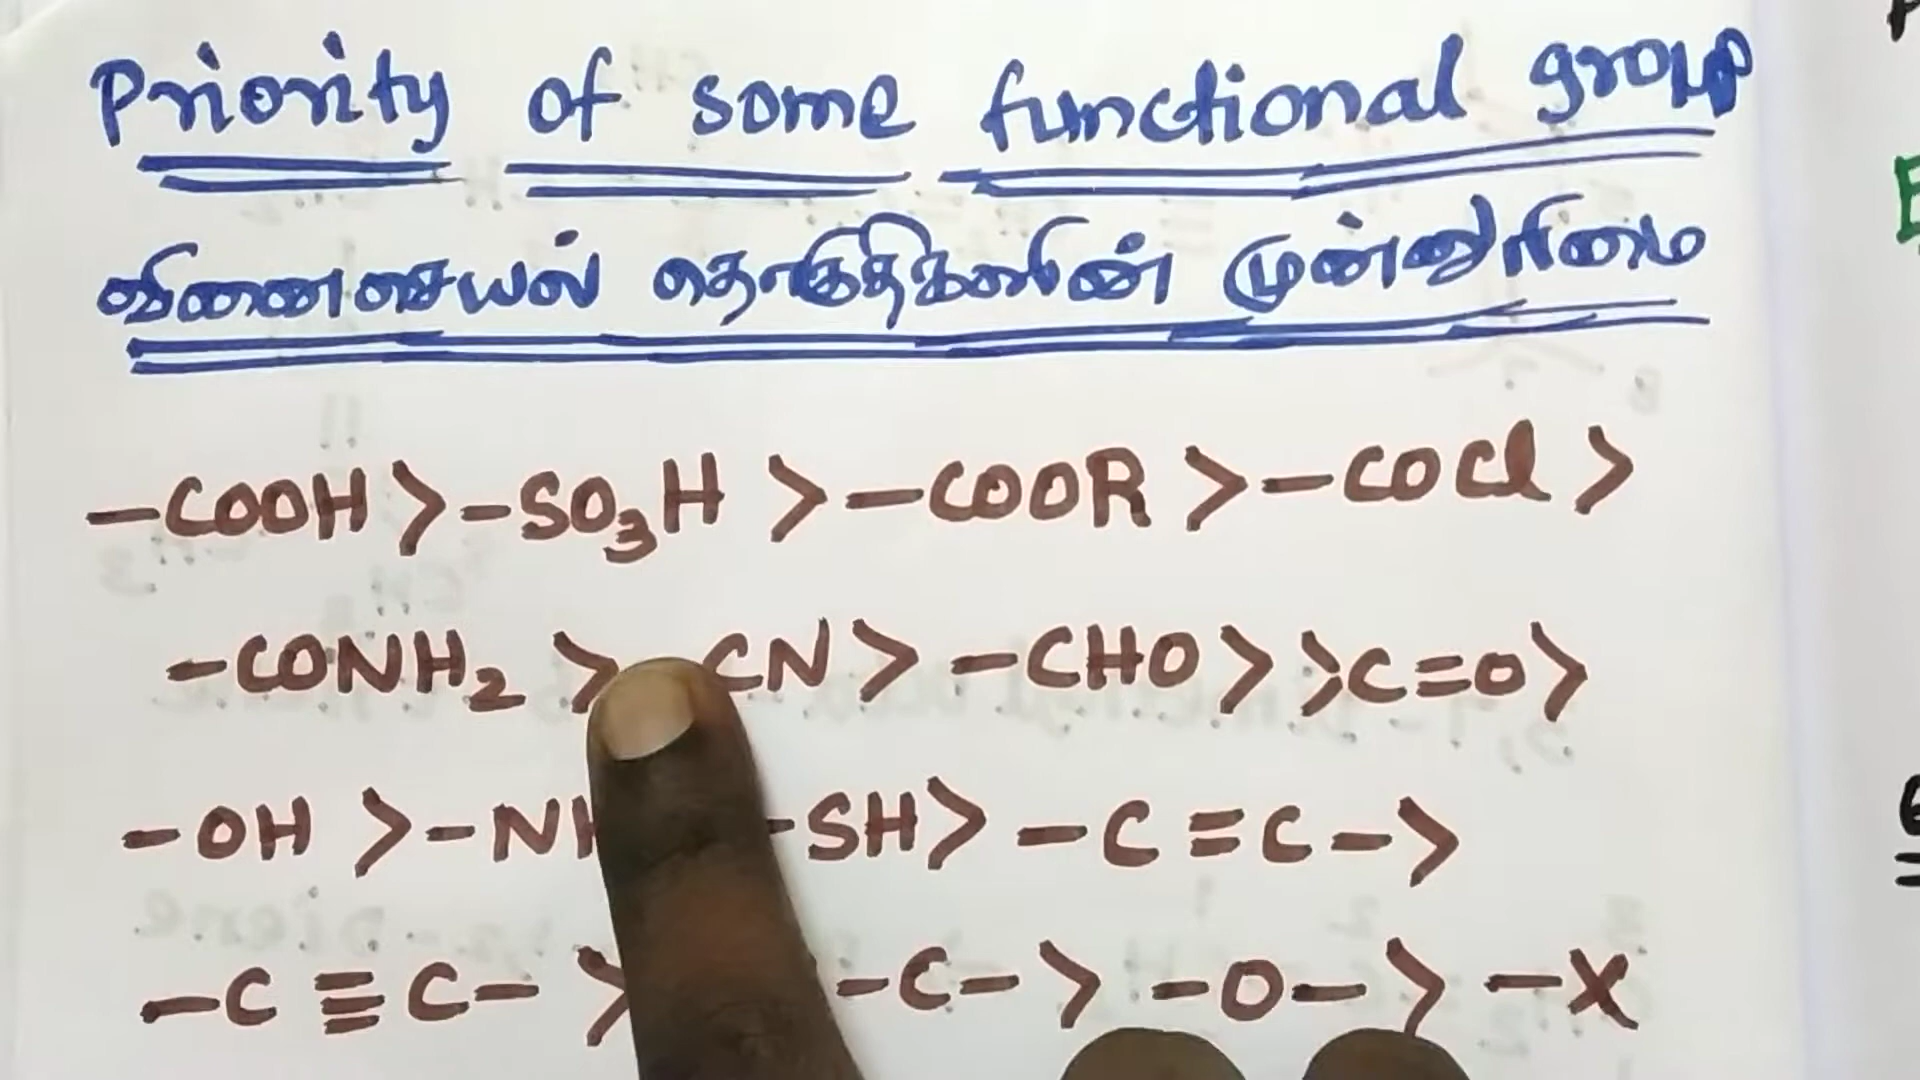 Priority of some functional group
வினைசெயல் தொகுதிகளின் முன்னுரிமை
-COOH > -SO₃H > -COOR > -COCl >
-CONH₂ > CN > -CHO > >C=O >
-OH > -SH > -C=C- >
-C≡C- > -C- > -O- > -X